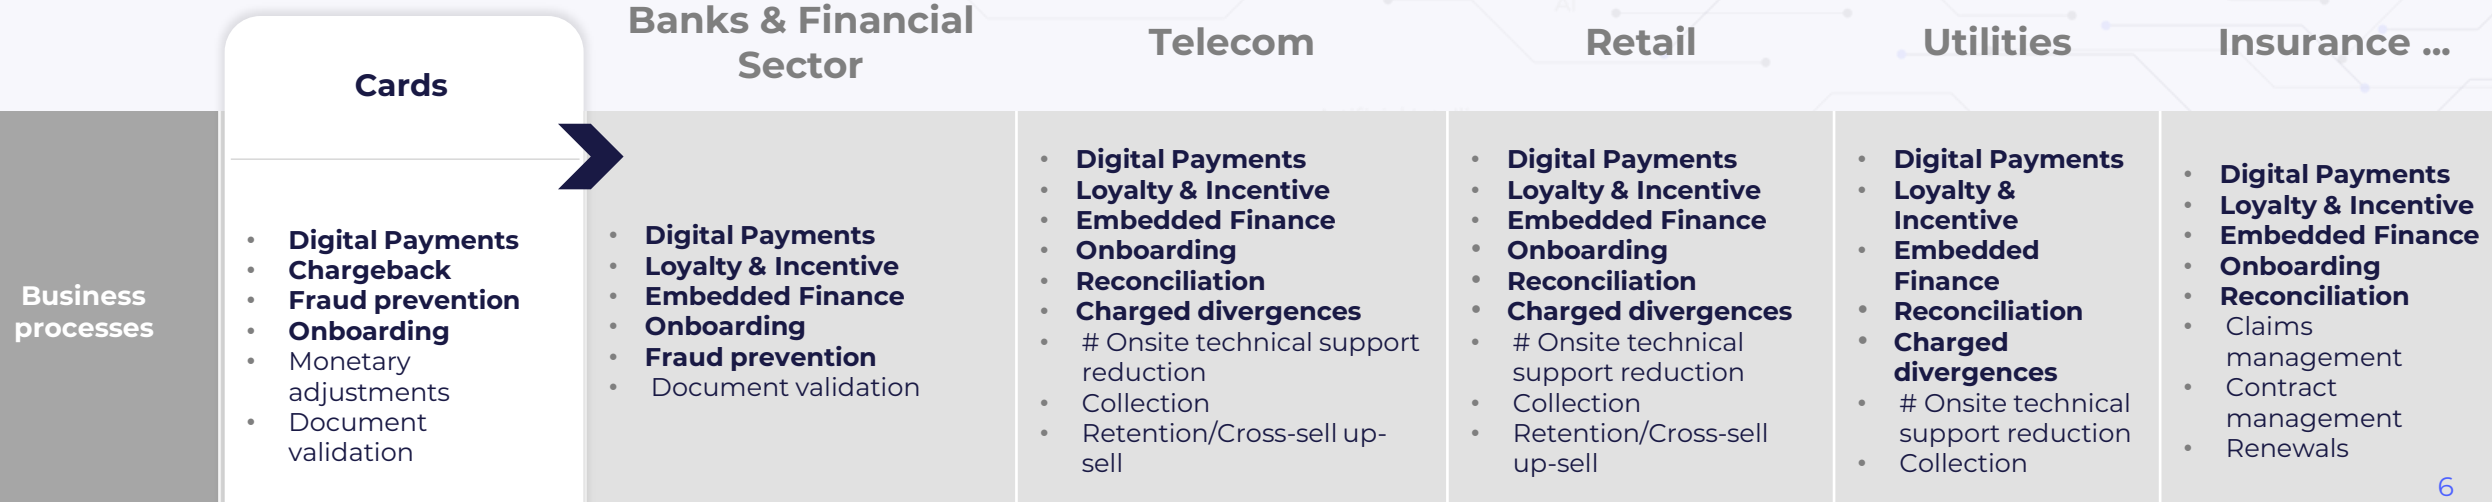 Cards
Banks & Financial
Sector
Telecom
Retail
Utilities
Insurance ...
Business
processes
• Digital Payments
• Chargeback
• Fraud prevention
• Onboarding
• Monetary
adjustments
• Document
validation
• Digital Payments
• Loyalty & Incentive
• Embedded Finance
• Onboarding
• Fraud prevention
• Document validation
• Digital Payments
• Loyalty & Incentive
• Embedded Finance
• Onboarding
• Reconciliation
• Charged divergences
• # Onsite technical support
reduction
• Collection
• Retention/Cross-sell up-
sell
• Digital Payments
• Loyalty & Incentive
• Embedded Finance
• Onboarding
• Reconciliation
• Charged divergences
• # Onsite technical
support reduction
• Collection
• Retention/Cross-sell
up-sell
• Digital Payments
• Loyalty &
Incentive
• Embedded
Finance
• Reconciliation
• Charged
divergences
• # Onsite technical
support reduction
• Collection
• Digital Payments
• Loyalty & Incentive
• Embedded Finance
• Onboarding
• Reconciliation
• Claims
management
• Contract
management
• Renewals
6